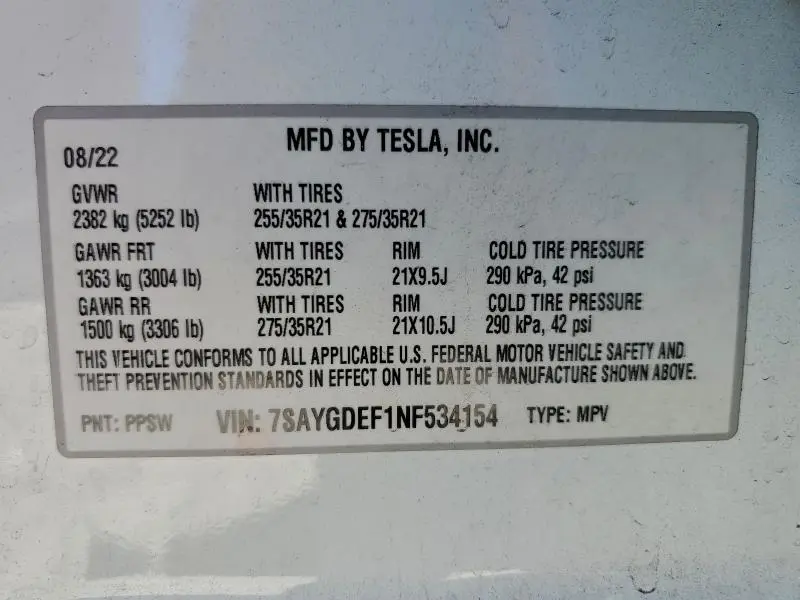 MFD BY TESLA, INC.
08/22
GVWR WITH TIRES
2382 kg (5252 lb) 255/35R21 & 275/35R21
GAWR FRT WITH TIRES RIM COLD TIRE PRESSURE
1363 kg (3004 lb) 255/35R21 21X9.5J 290 kPa, 42 psi
GAWR RR WITH TIRES RIM COLD TIRE PRESSURE
1500 kg (3306 lb) 275/35R21 21X10.5J 290 kPa, 42 psi
THIS VEHICLE CONFORMS TO ALL APPLICABLE U.S. FEDERAL MOTOR VEHICLE SAFETY AND
THEFT PREVENTION STANDARDS IN EFFECT ON THE DATE OF MANUFACTURE SHOWN ABOVE.
PNT: PPSW VIN: 7SAYGDEF1NF534154 TYPE: MPV